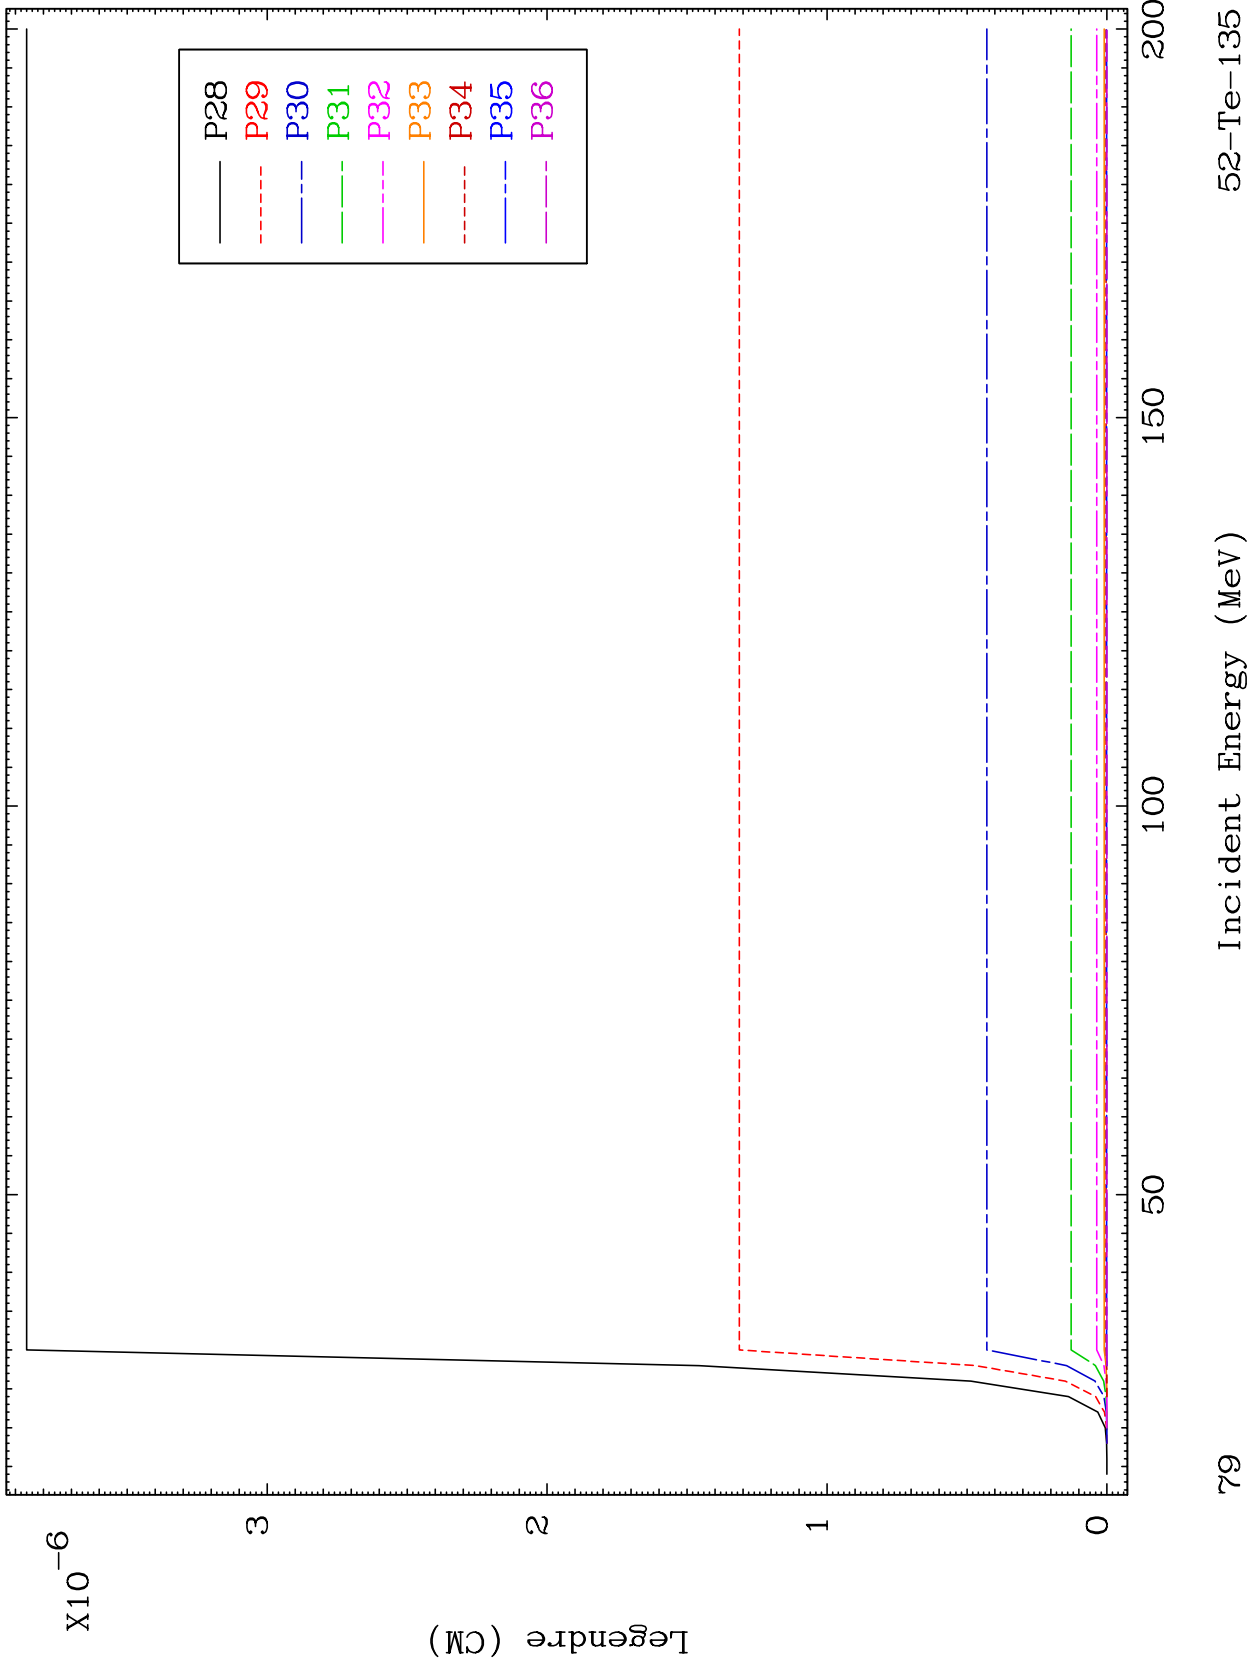 X10-6
3
2
1
0
Legendre (CM)
P28
P29
P30
P31
P32
P33
P34
P35
P36
50
100
150
200
Incident Energy (MeV)
79
52-Te-135